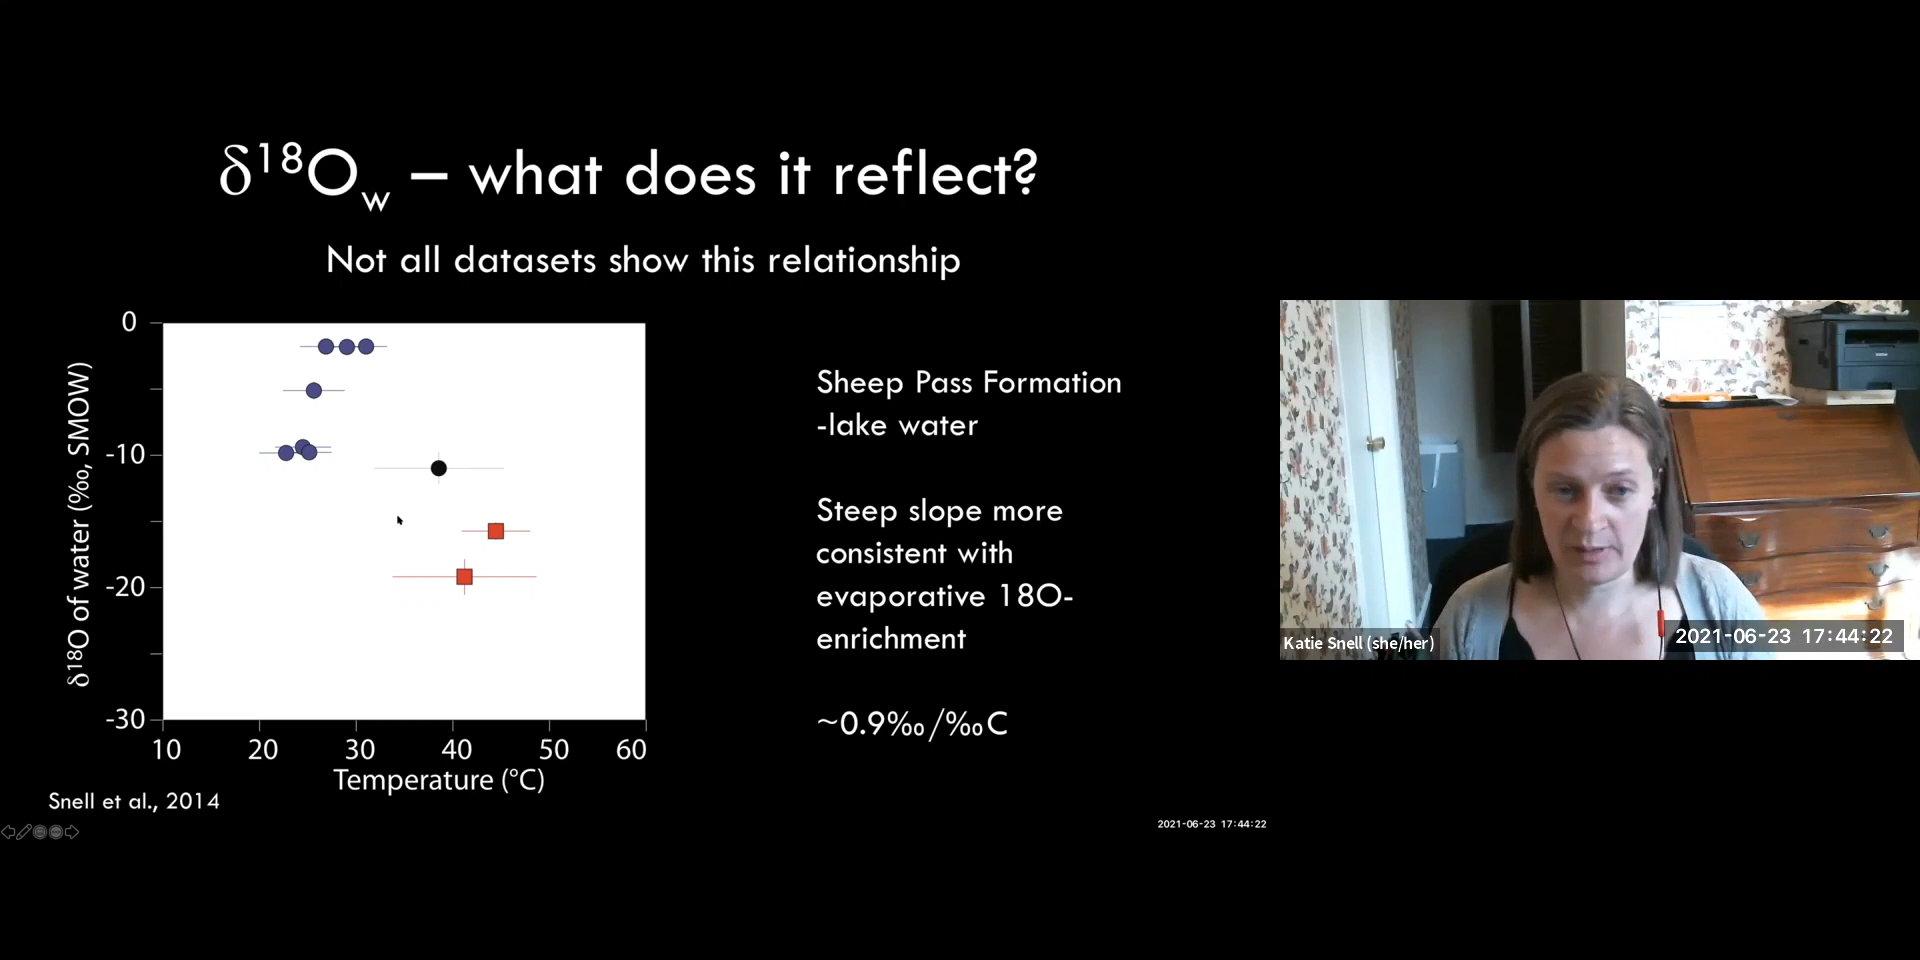 δ¹⁸Ow – what does it reflect?
Not all datasets show this relationship
0
-10
-20
-30
δ¹⁸O of water (‰, SMOW)
10 20 30 40 50 60
Temperature (°C)
Snell et al., 2014
Sheep Pass Formation
-lake water
Steep slope more
consistent with
evaporative 18O-
enrichment
~0.9‰/‰C
2021-06-23 17:44:22
Katie Snell (she/her)
2021-06-23 17:44:22